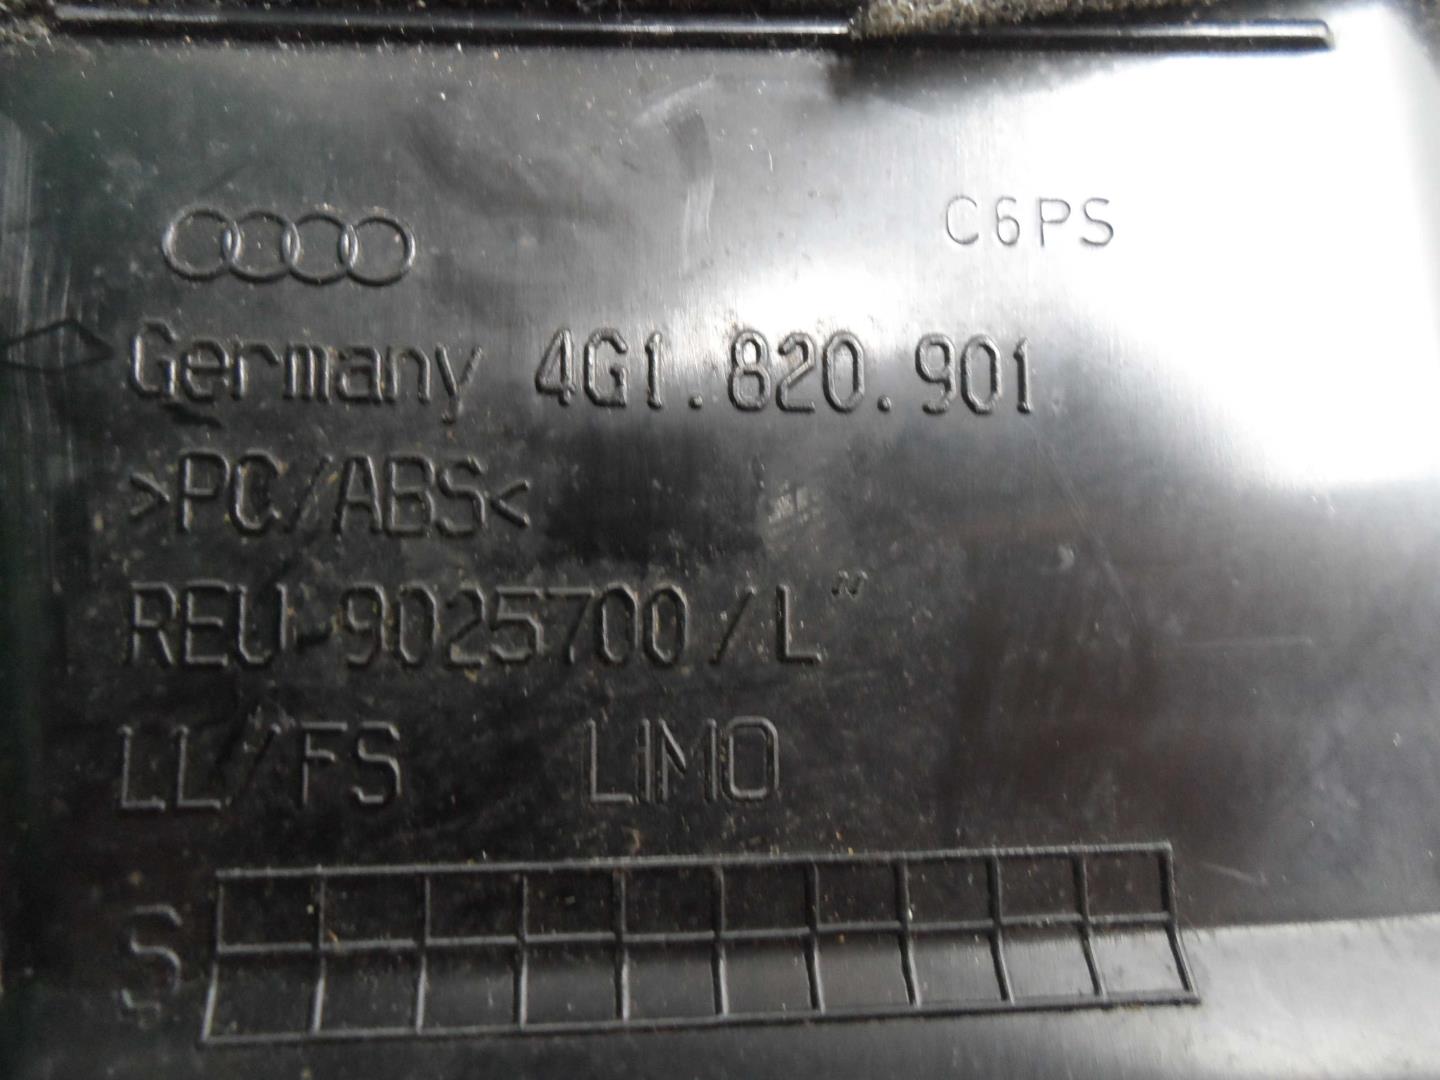 C6PS
Germany 4G1.820.901
>PC/ABS<
REU-9025700/L"
LL/FS LIMO
S